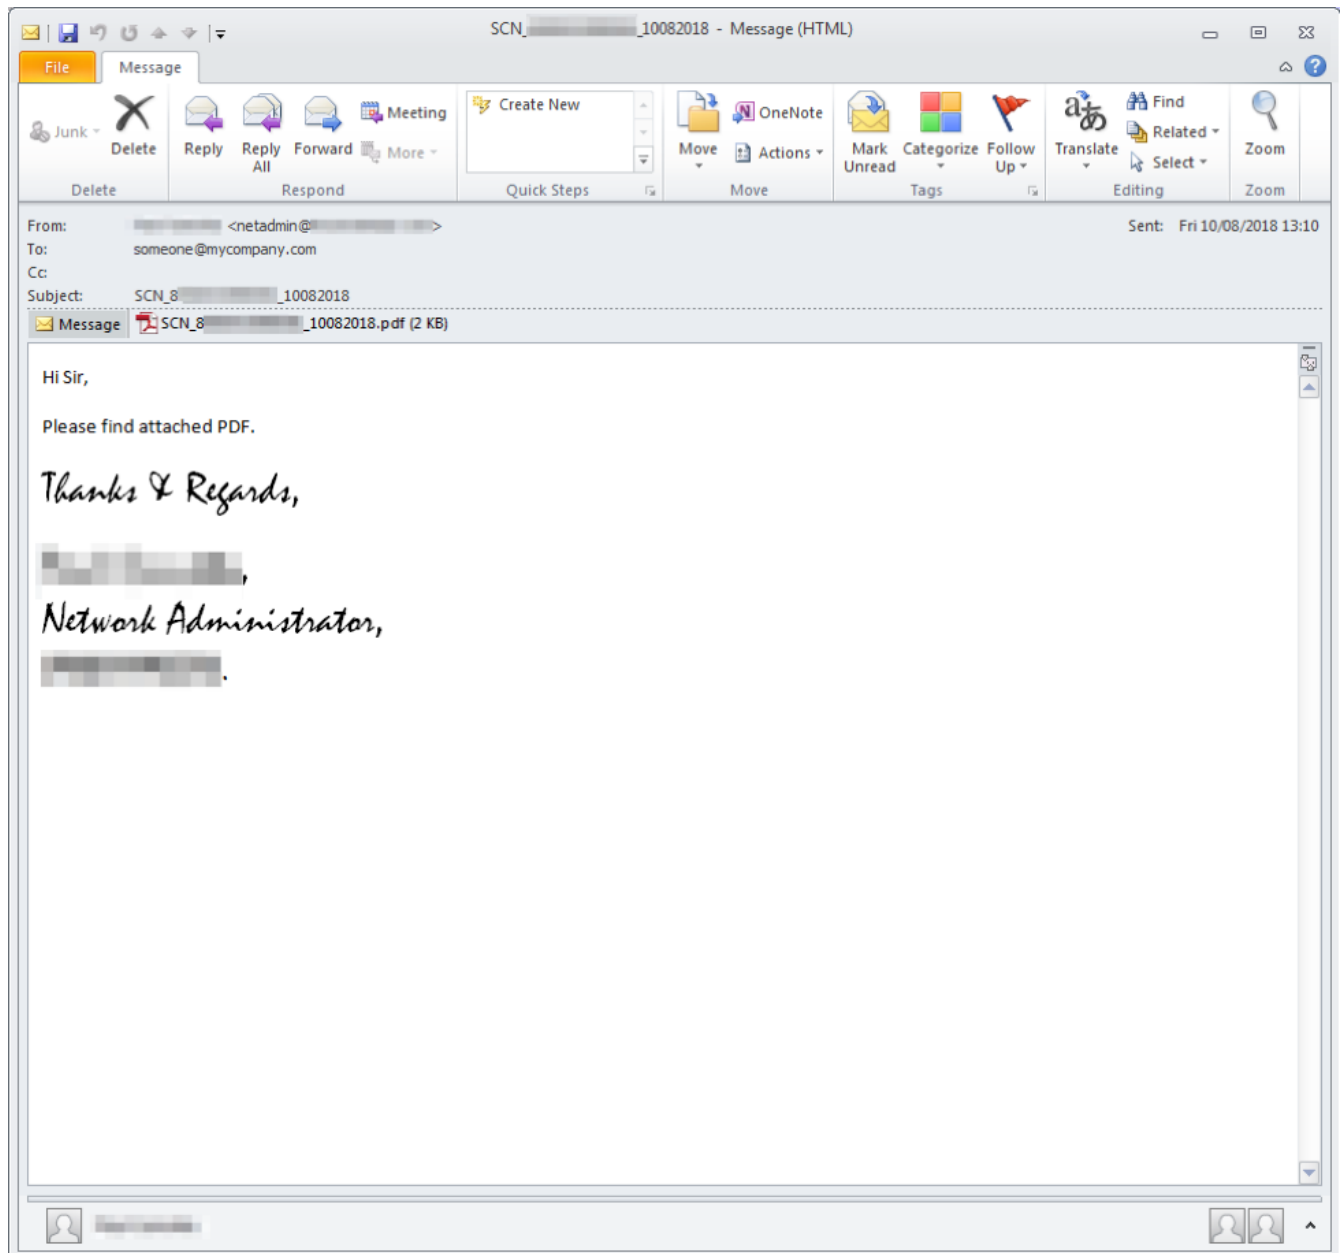 SCN_ _10082018 - Message (HTML)
File Message
Junk
Delete
Reply
Reply All
Forward
Meeting
More
Create New
Move
OneNote
Actions
Mark Unread
Categorize
Follow Up
Translate
Find
Related
Select
Zoom
Delete Respond Quick Steps Move Tags Editing Zoom
From: <netadmin@ >
Sent: Fri 10/08/2018 13:10
To: someone@mycompany.com
Cc:
Subject: SCN_8 _10082018
Message SCN_8 _10082018.pdf (2 KB)
Hi Sir,
Please find attached PDF.
Thanks & Regards,
,
Network Administrator,
.